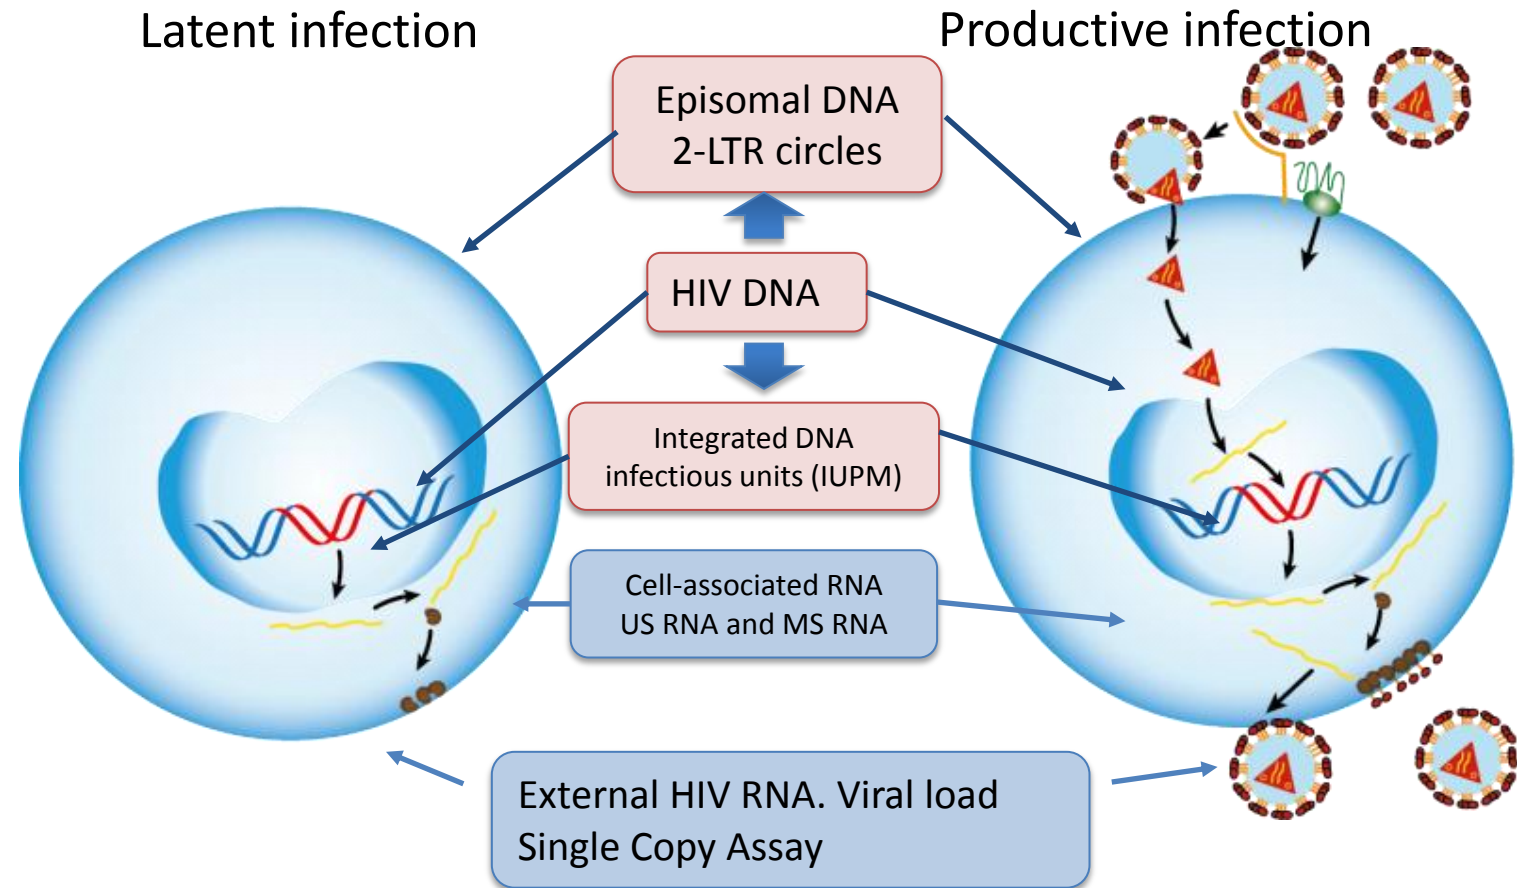 Latent infection
Productive infection
Episomal DNA
2-LTR circles
HIV DNA
Integrated DNA
infectious units (IUPM)
Cell-associated RNA
US RNA and MS RNA
External HIV RNA. Viral load
Single Copy Assay